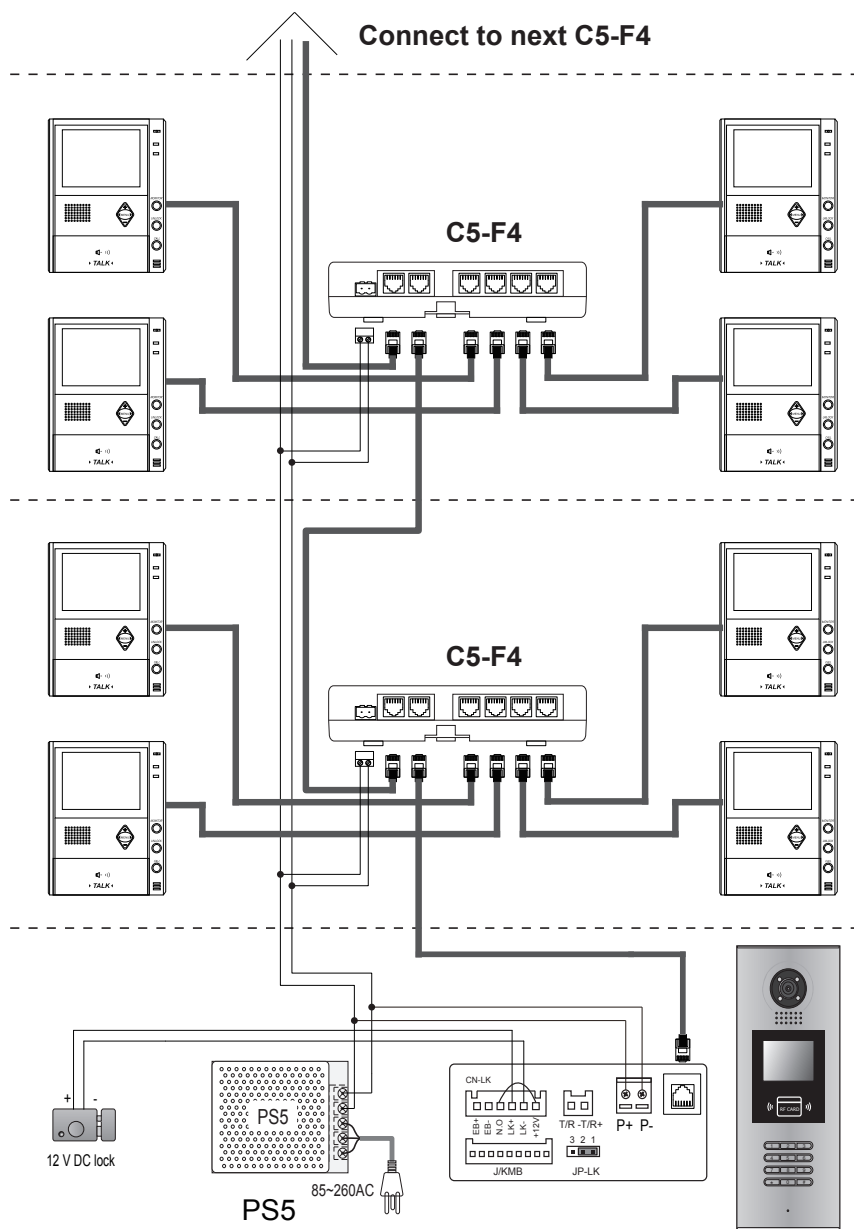 Connect to next C5-F4
C5-F4
TALK
TALK
TALK
TALK
C5-F4
TALK
TALK
TALK
TALK
+ -
12 V DC lock
PS5
PS5
85~260AC
CN-LK
EB+
EB-
N.O
LK+
LK-
+12V
T/R -T/R+
P+ P-
3 2 1
J/KMB
JP-LK
RF CARD